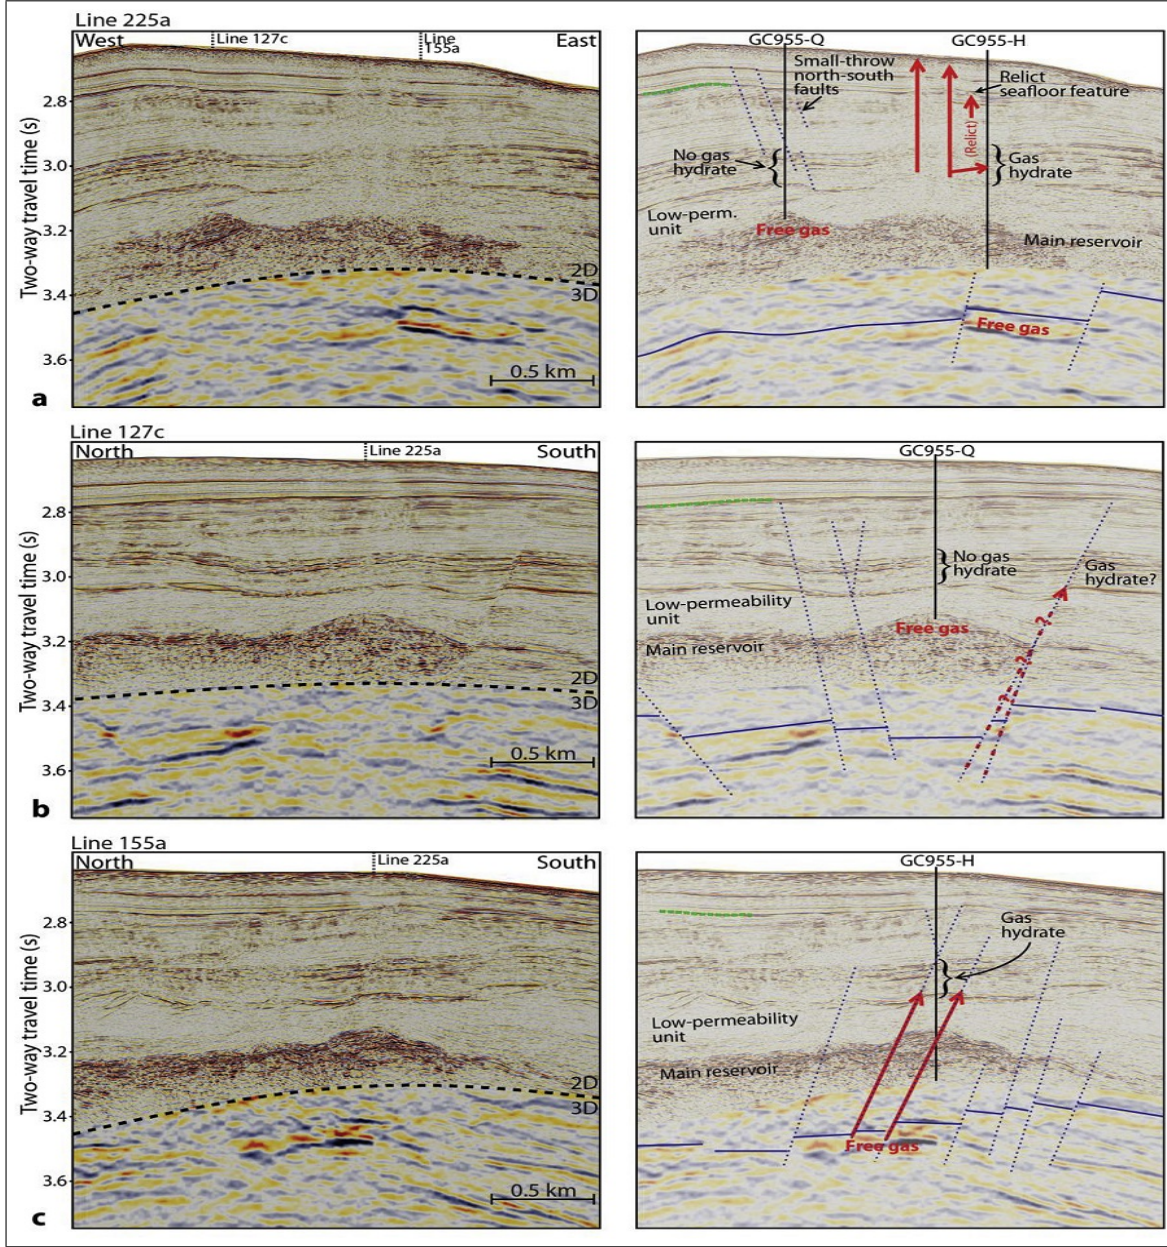 Line 225a
West
Line 127c
Line
155a
East
2.8
3.0
3.2
3.4
3.6
Two-way travel time (s)
2D
3D
0.5 km
a
GC955-Q
GC955-H
Small-throw
north-south
faults
Relict
seafloor feature
(Relict)
No gas
hydrate
Gas
hydrate
Low-perm.
unit
Free gas
Main reservoir
Free gas
Line 127c
North
Line 225a
South
2.8
3.0
3.2
3.4
3.6
Two-way travel time (s)
2D
3D
0.5 km
b
GC955-Q
No gas
hydrate
Gas
hydrate?
Low-permeability
unit
Free gas
Main reservoir
? ? ? ?
Line 155a
North
Line 225a
South
2.8
3.0
3.2
3.4
3.6
Two-way travel time (s)
2D
3D
0.5 km
c
GC955-H
Gas
hydrate
Low-permeability
unit
Main reservoir
Free gas